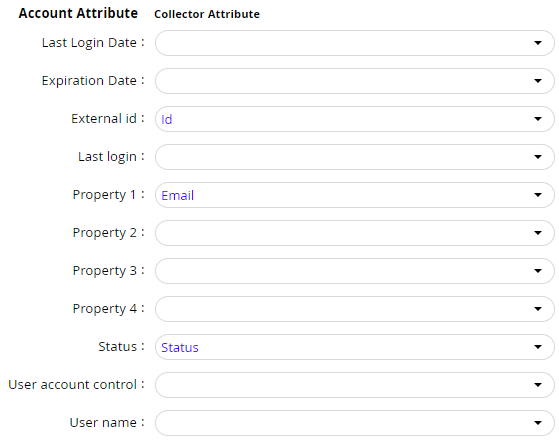 Account Attribute Collector Attribute
Last Login Date :
Expiration Date :
External id : Id
Last login :
Property 1 : Email
Property 2 :
Property 3 :
Property 4 :
Status : Status
User account control :
User name :